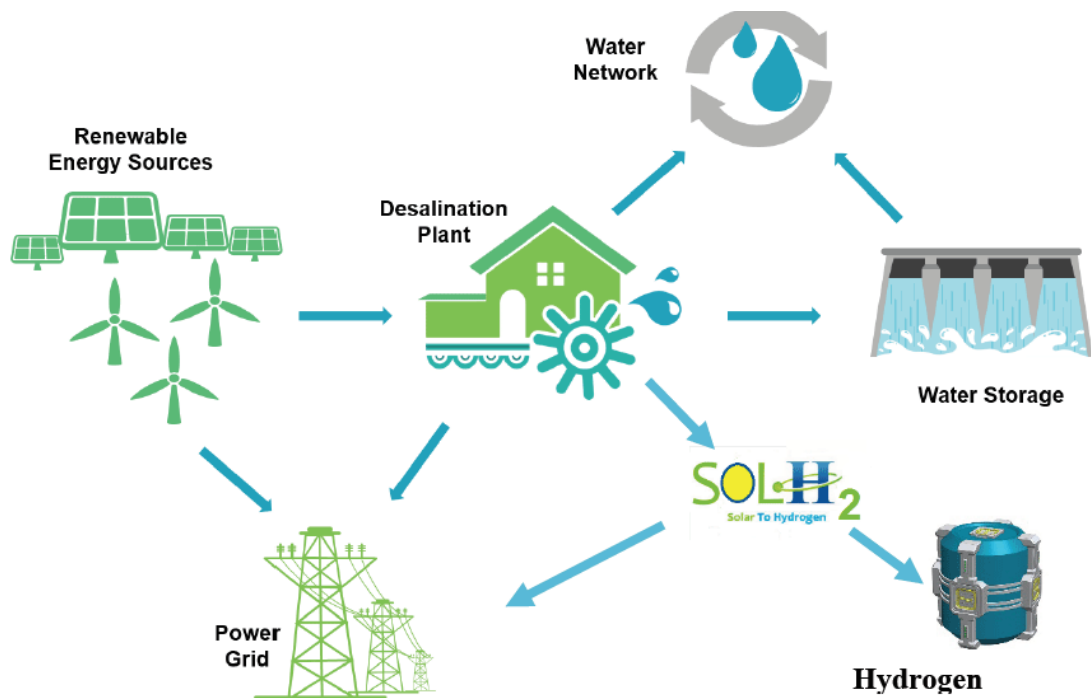 Water
Network
Renewable
Energy Sources
Desalination
Plant
Water Storage
SOL-H2
Solar To Hydrogen
Power
Grid
Hydrogen